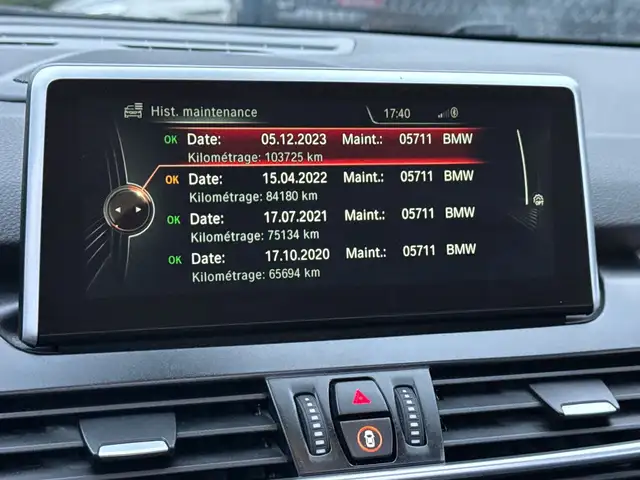 Hist. maintenance 17:40
OK Date: 05.12.2023 Maint.: 05711 BMW
Kilométrage: 103725 km
OK Date: 15.04.2022 Maint.: 05711 BMW
Kilométrage: 84180 km
OK Date: 17.07.2021 Maint.: 05711 BMW
Kilométrage: 75134 km
OK Date: 17.10.2020 Maint.: 05711 BMW
Kilométrage: 65694 km